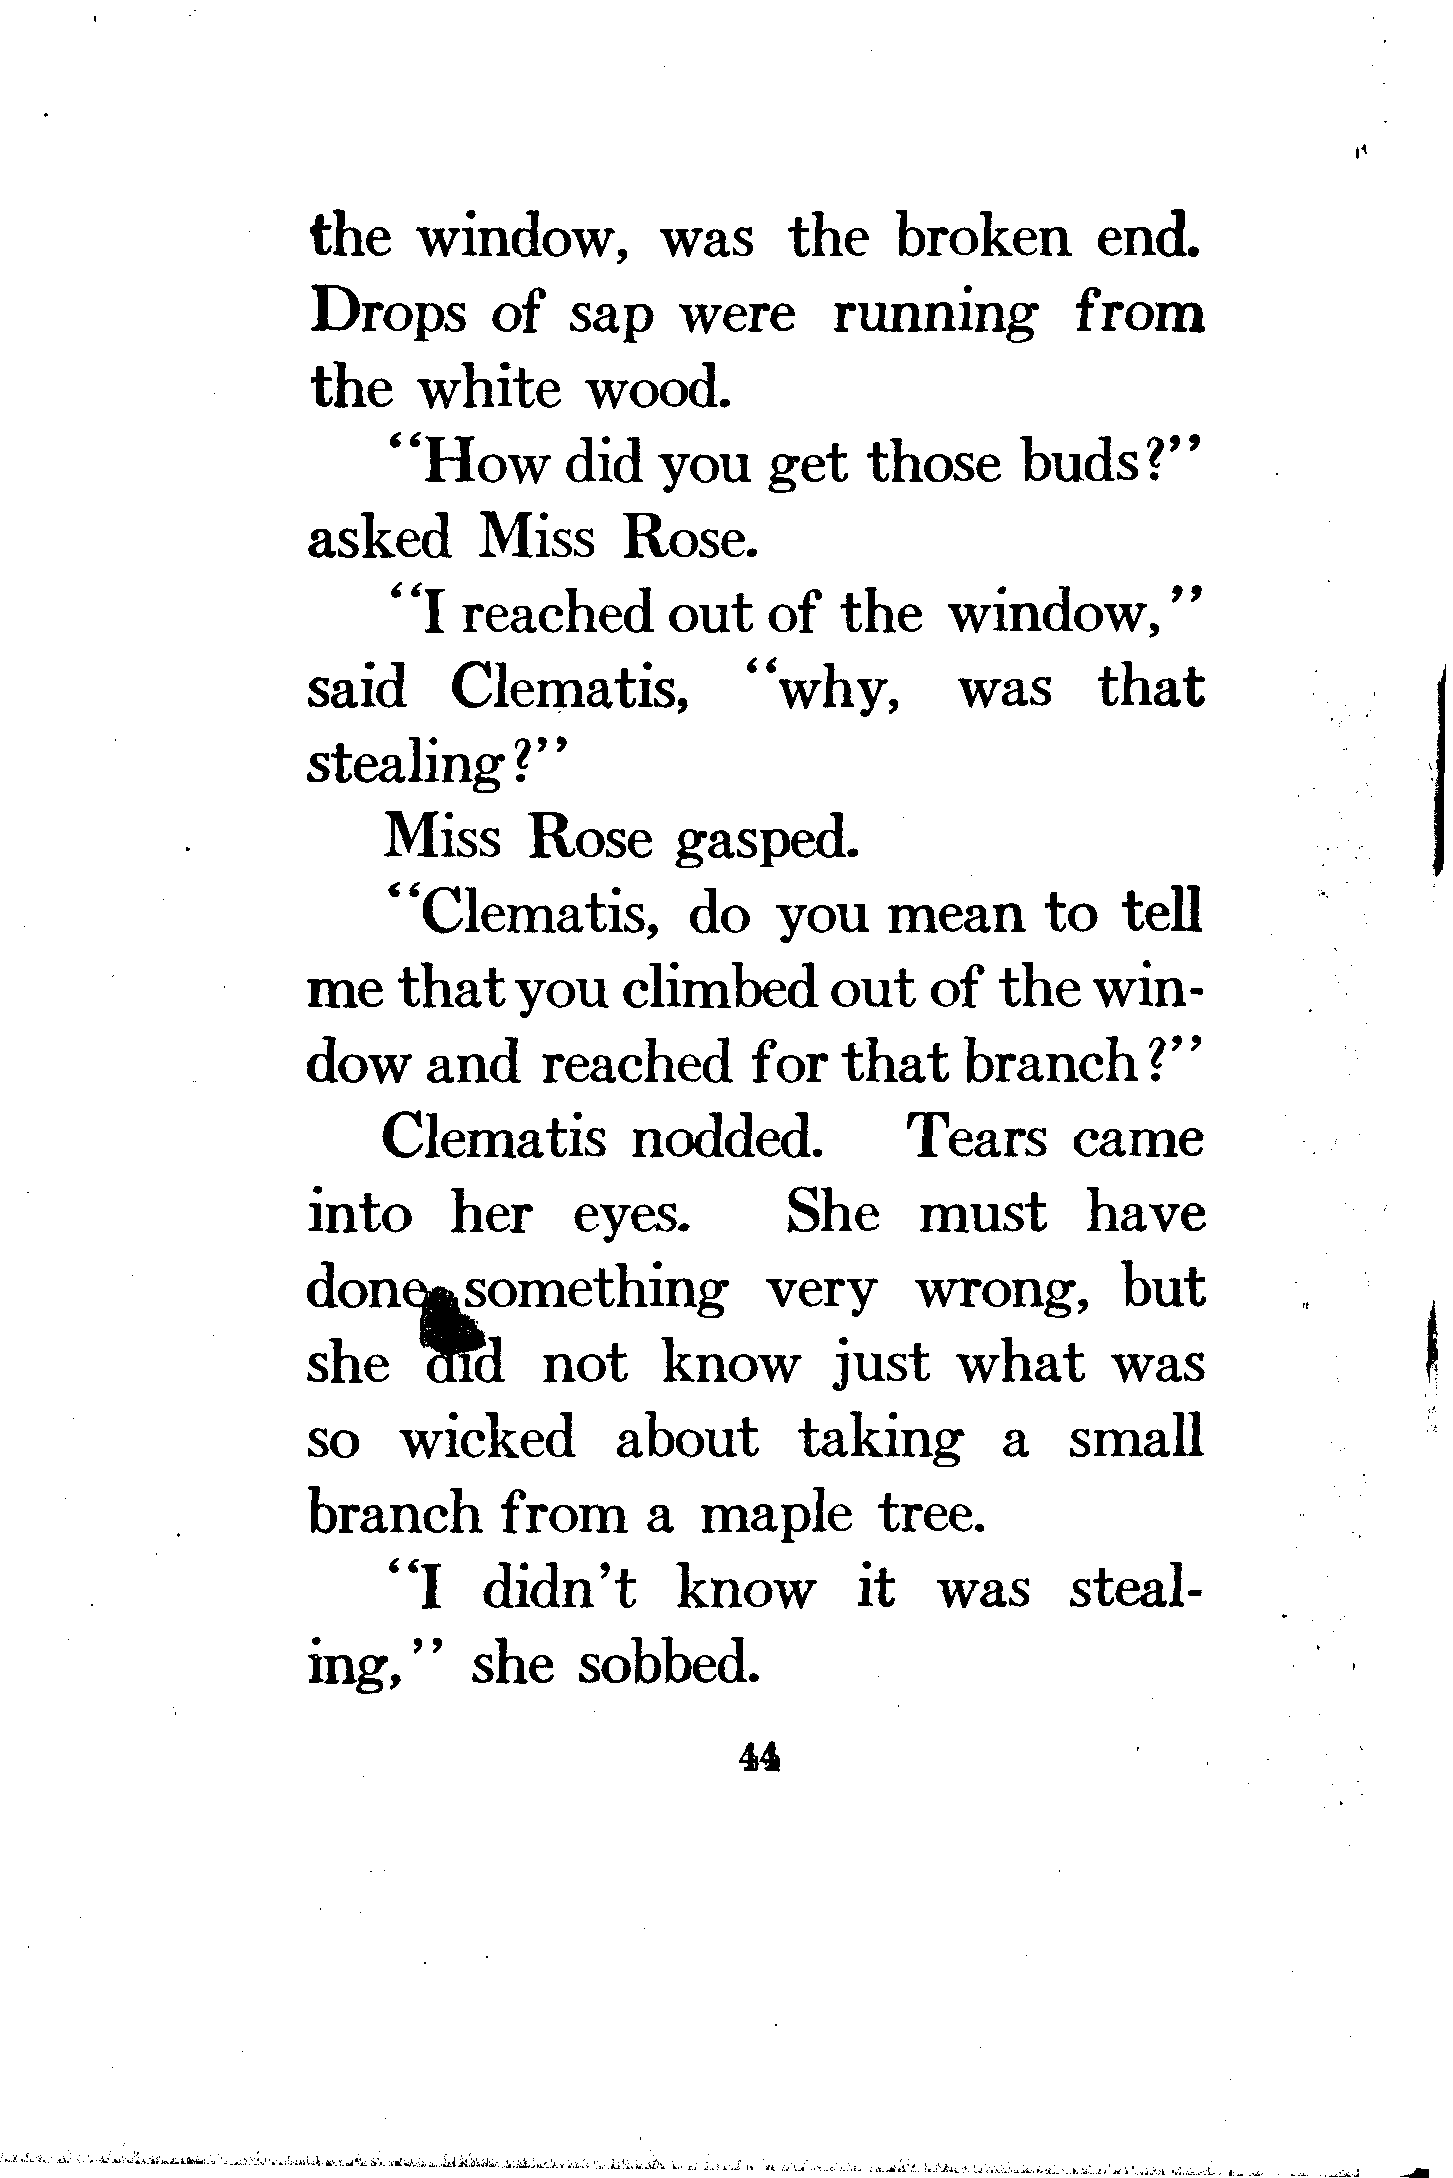 the window, was the broken end.
Drops of sap were running from
the white wood.
"How did you get those buds?"
asked Miss Rose.
"I reached out of the window,"
said Clematis, "why, was that
stealing?"
Miss Rose gasped.
"Clematis, do you mean to tell
me that you climbed out of the win-
dow and reached for that branch?"
Clematis nodded. Tears came
into her eyes. She must have
done something very wrong, but
she did not know just what was
so wicked about taking a small
branch from a maple tree.
"I didn't know it was steal-
ing," she sobbed.
44